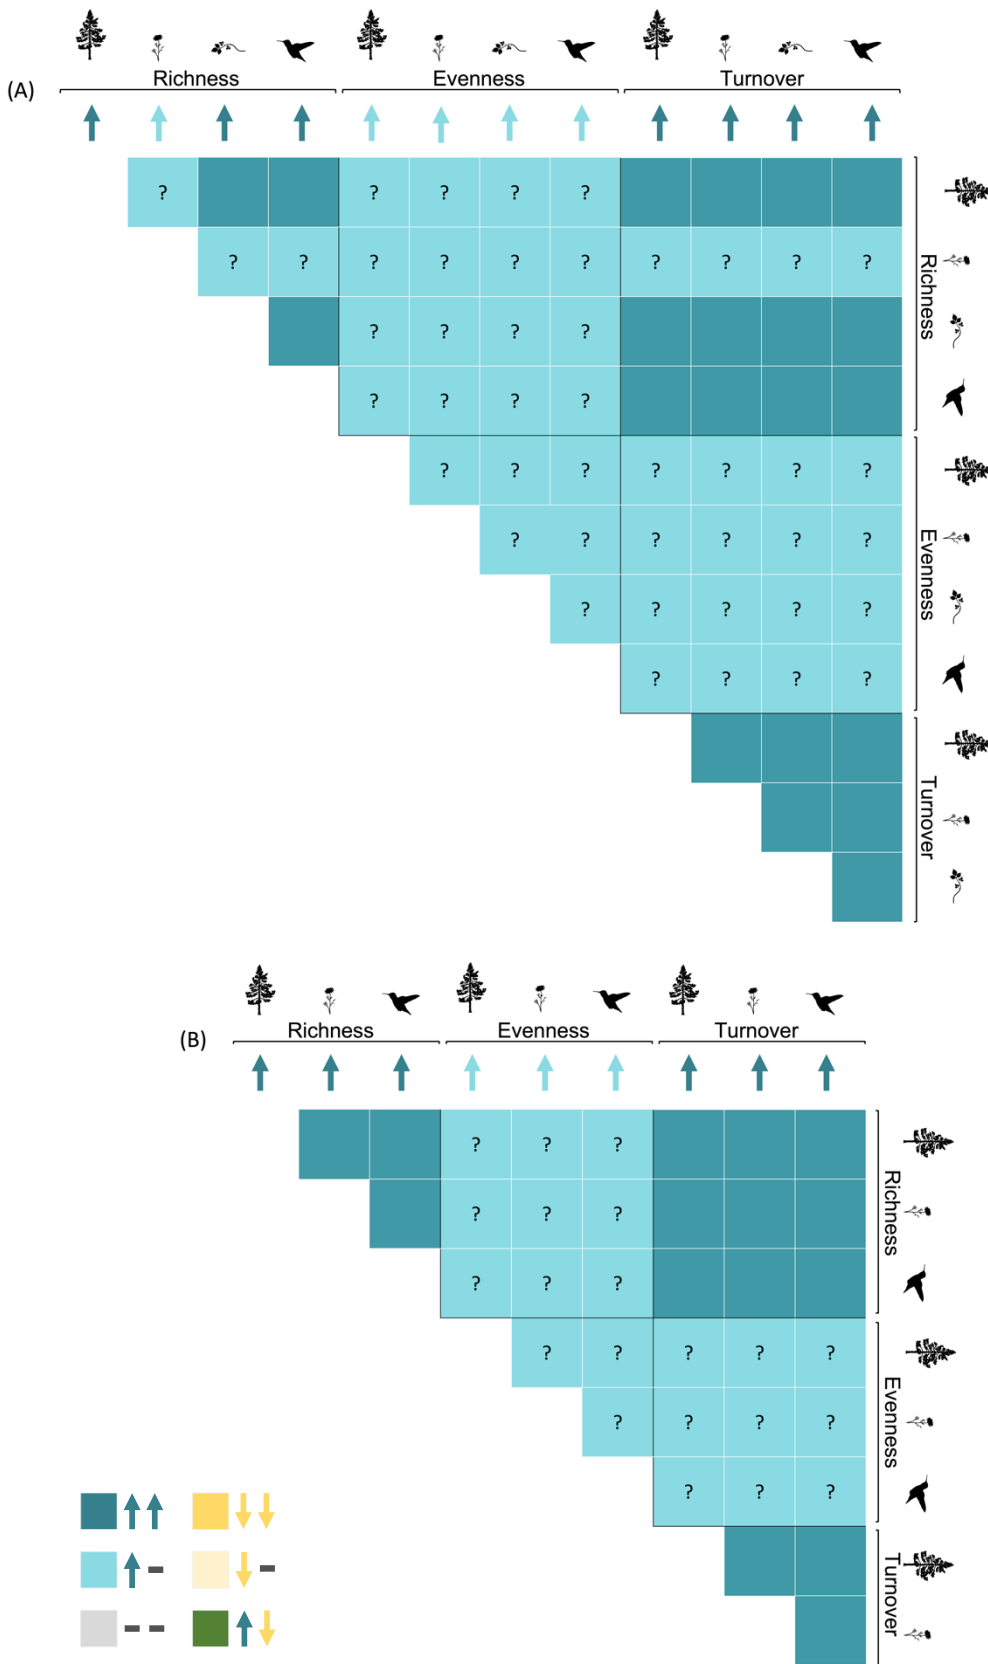 Richness Evenness Turnover
(A)
? ? ? ? ?
? ? ? ? ? ? ? ? ? ?
? ? ? ?
? ? ? ?
? ? ? ? ? ? ?
? ? ? ? ? ?
? ? ? ? ?
? ? ? ?
Richness
Evenness
Turnover
Richness Evenness Turnover
(B)
? ? ?
? ? ?
? ? ?
? ? ? ? ?
? ? ? ?
? ? ?
Richness
Evenness
Turnover